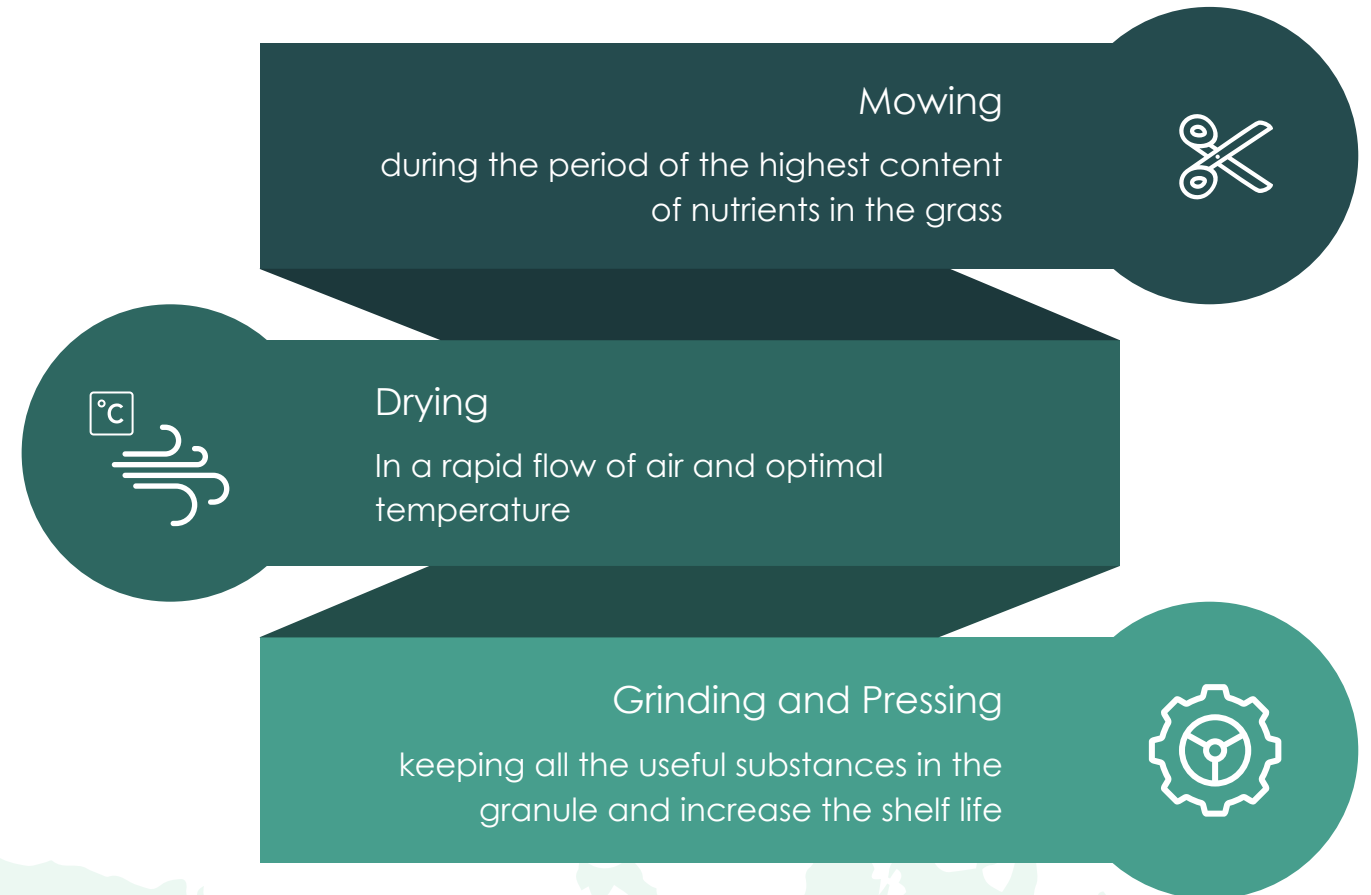 Mowing
during the period of the highest content
of nutrients in the grass
°C
Drying
In a rapid flow of air and optimal
temperature
Grinding and Pressing
keeping all the useful substances in the
granule and increase the shelf life